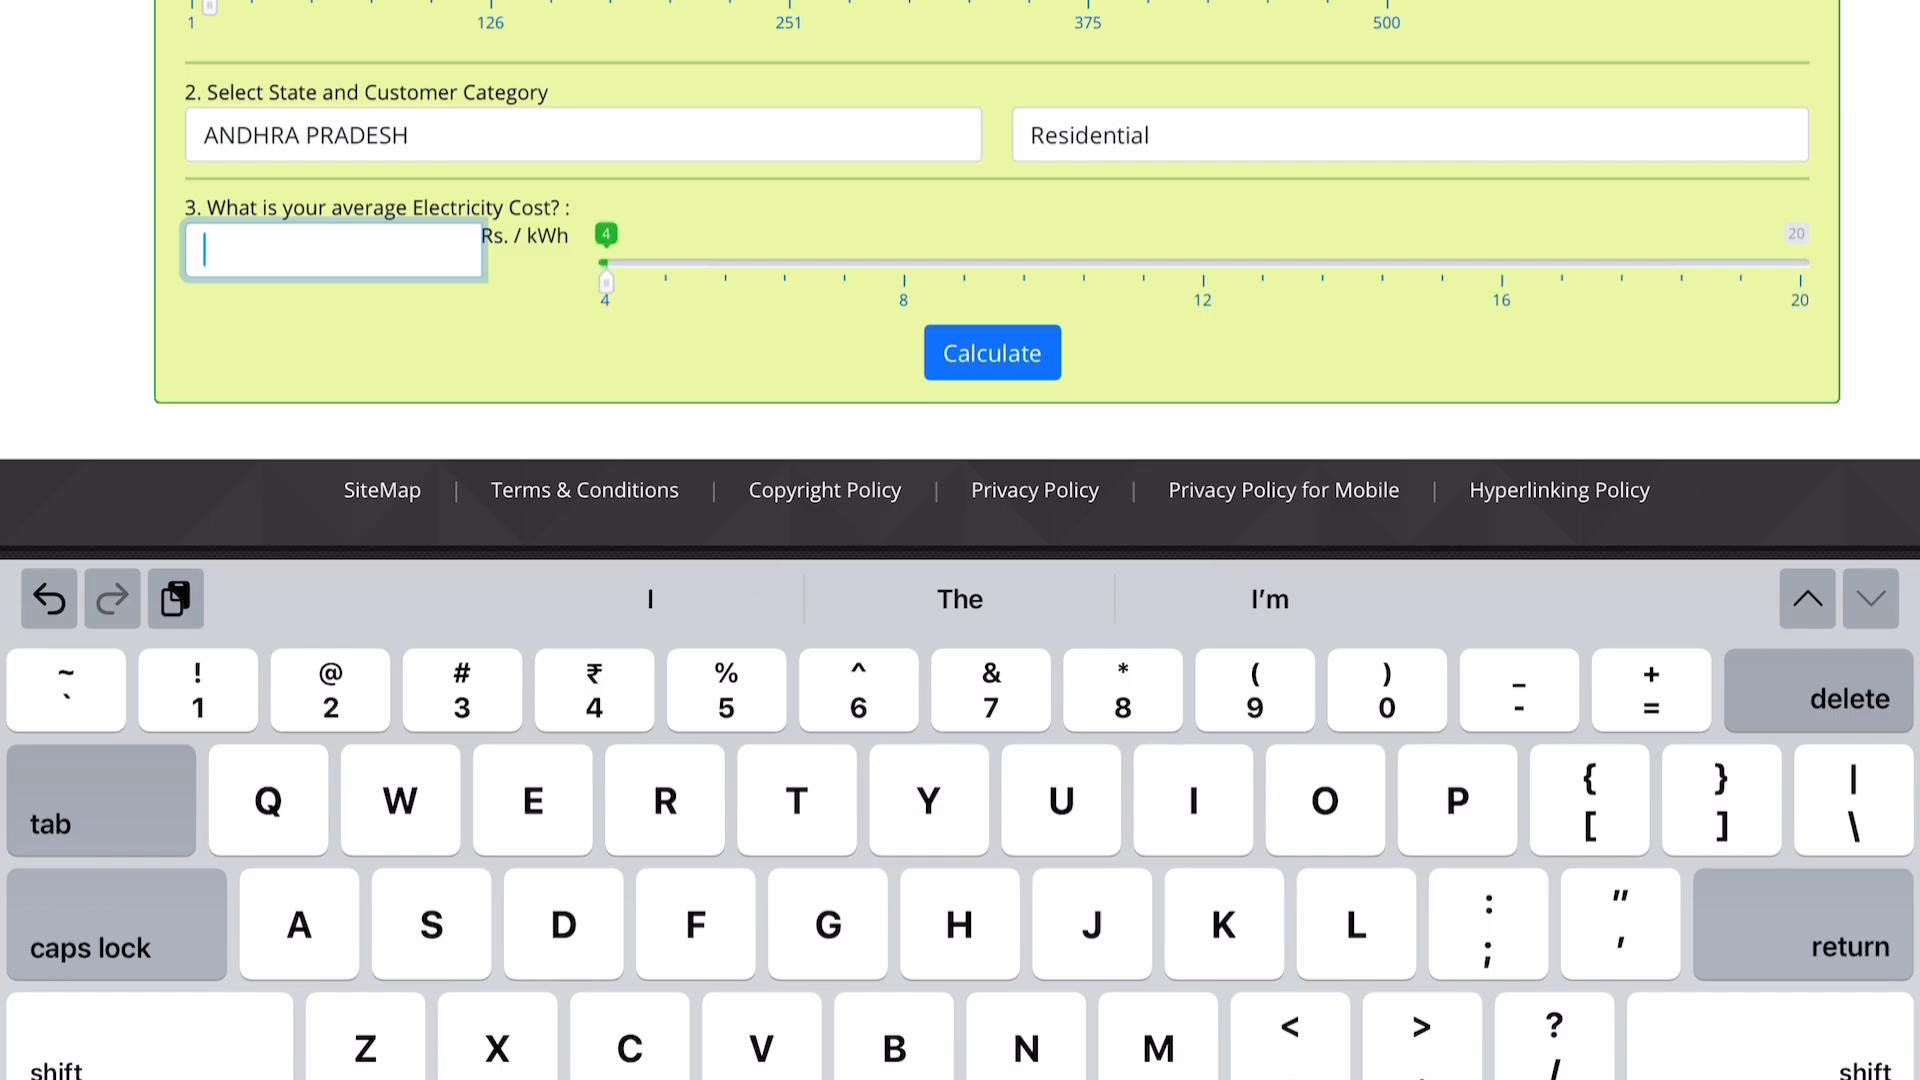 1 126 251 375 500
2. Select State and Customer Category
ANDHRA PRADESH Residential
3. What is your average Electricity Cost? :
Rs. / kWh 4 20
4 8 12 16 20
Calculate
SiteMap | Terms & Conditions | Copyright Policy | Privacy Policy | Privacy Policy for Mobile | Hyperlinking Policy
I The I'm
~ ! @ # ₹ % ^ & * ( ) _ +
` 1 2 3 4 5 6 7 8 9 0 - = delete
tab Q W E R T Y U I O P { [ } ] | \
caps lock A S D F G H J K L : ; " ' return
shift Z X C V B N M < > ? / shift